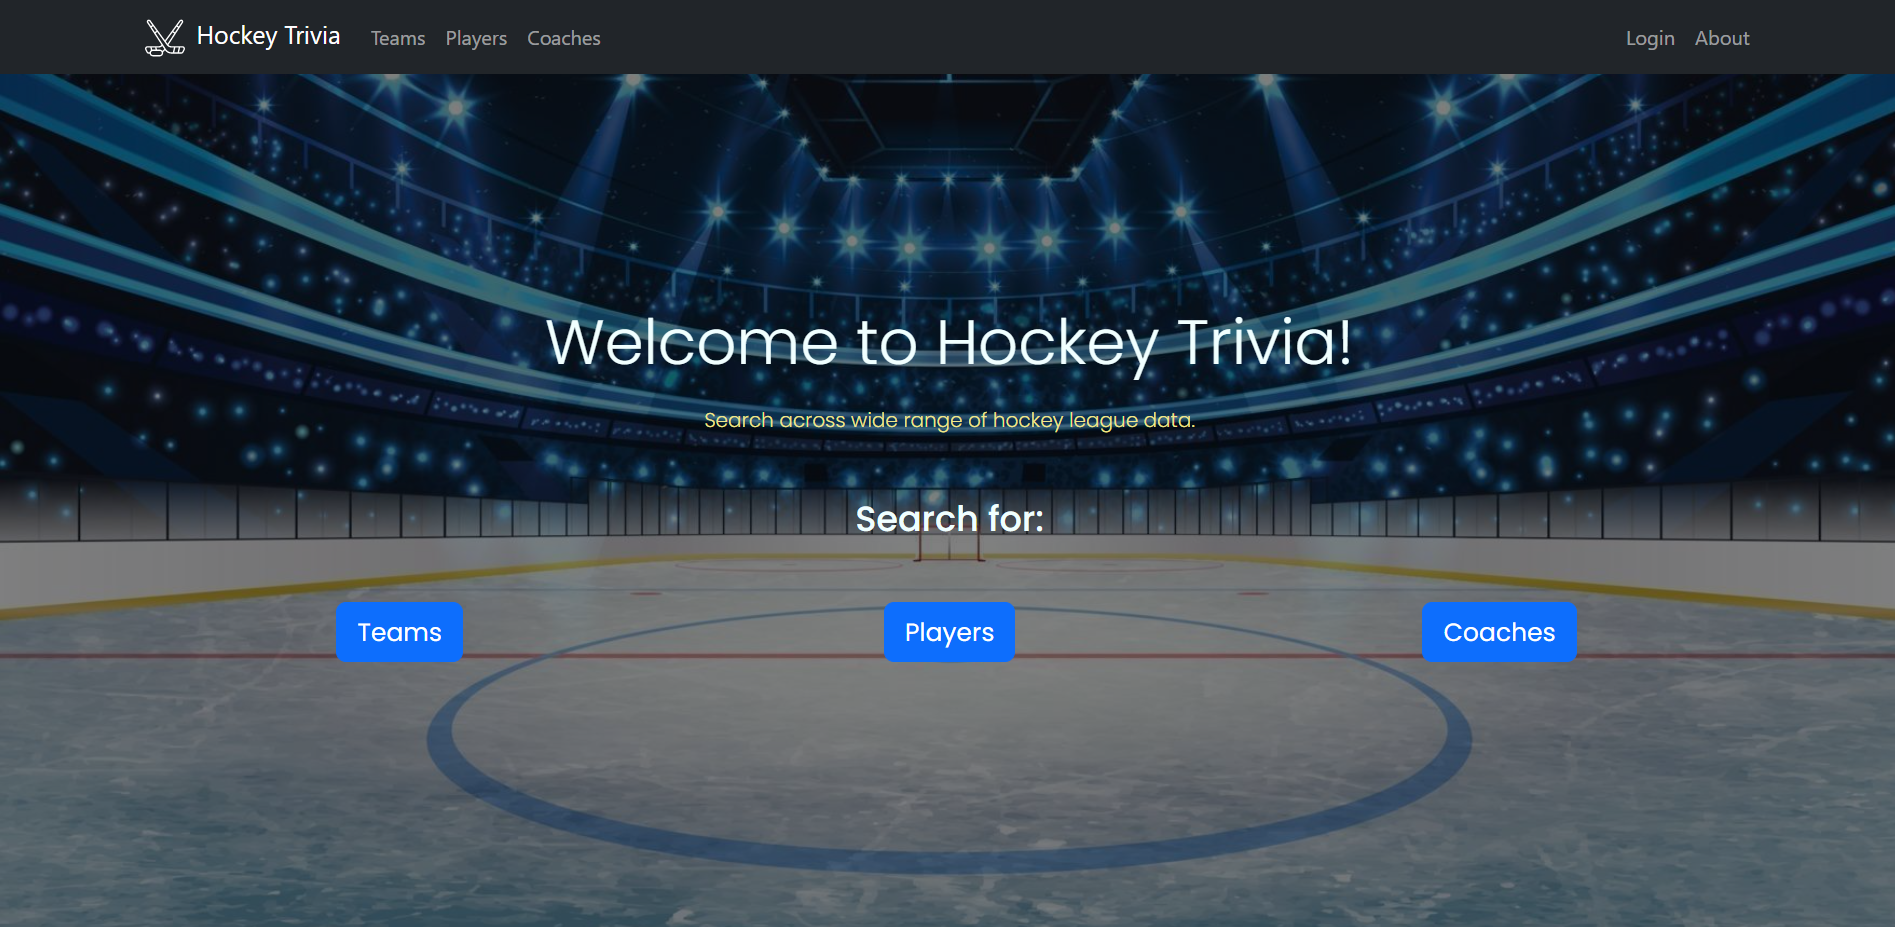 Hockey Trivia Teams Players Coaches Login About
Welcome to Hockey Trivia!
Search across wide range of hockey league data.
Search for:
Teams Players Coaches